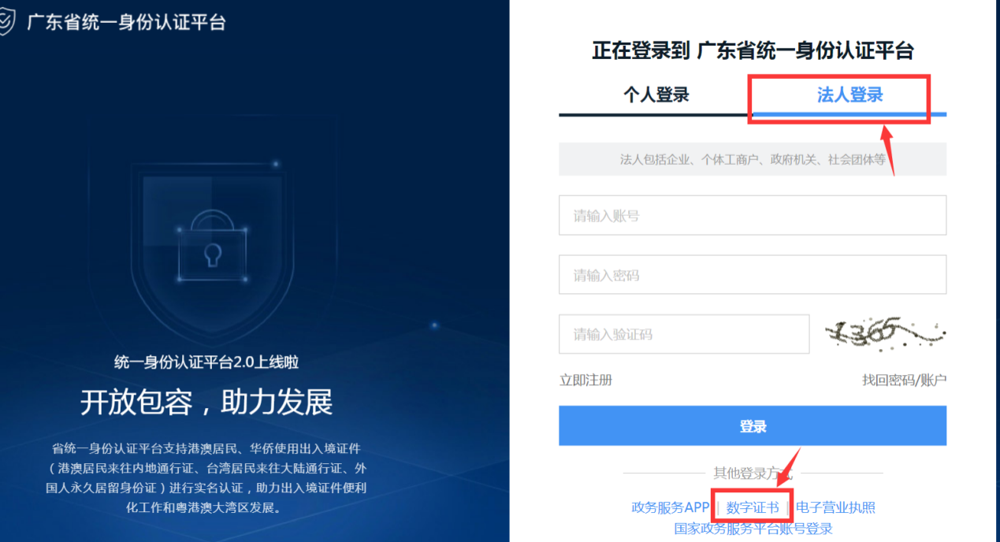 广东省统一身份认证平台
统一身份认证平台2.0上线啦
开放包容，助力发展
省统一身份认证平台支持港澳居民、华侨使用出入境证件
（港澳居民来往内地通行证、台湾居民来往大陆通行证、外
国人永久居留身份证）进行实名认证，助力出入境证件便利
化工作和粤港澳大湾区发展。
正在登录到 广东省统一身份认证平台
个人登录 法人登录
法人包括企业、个体工商户、政府机关、社会团体等
请输入账号
请输入密码
请输入验证码
立即注册 找回密码/账户
登录
其他登录方式
政务服务APP | 数字证书 | 电子营业执照
国家政务服务平台账号登录